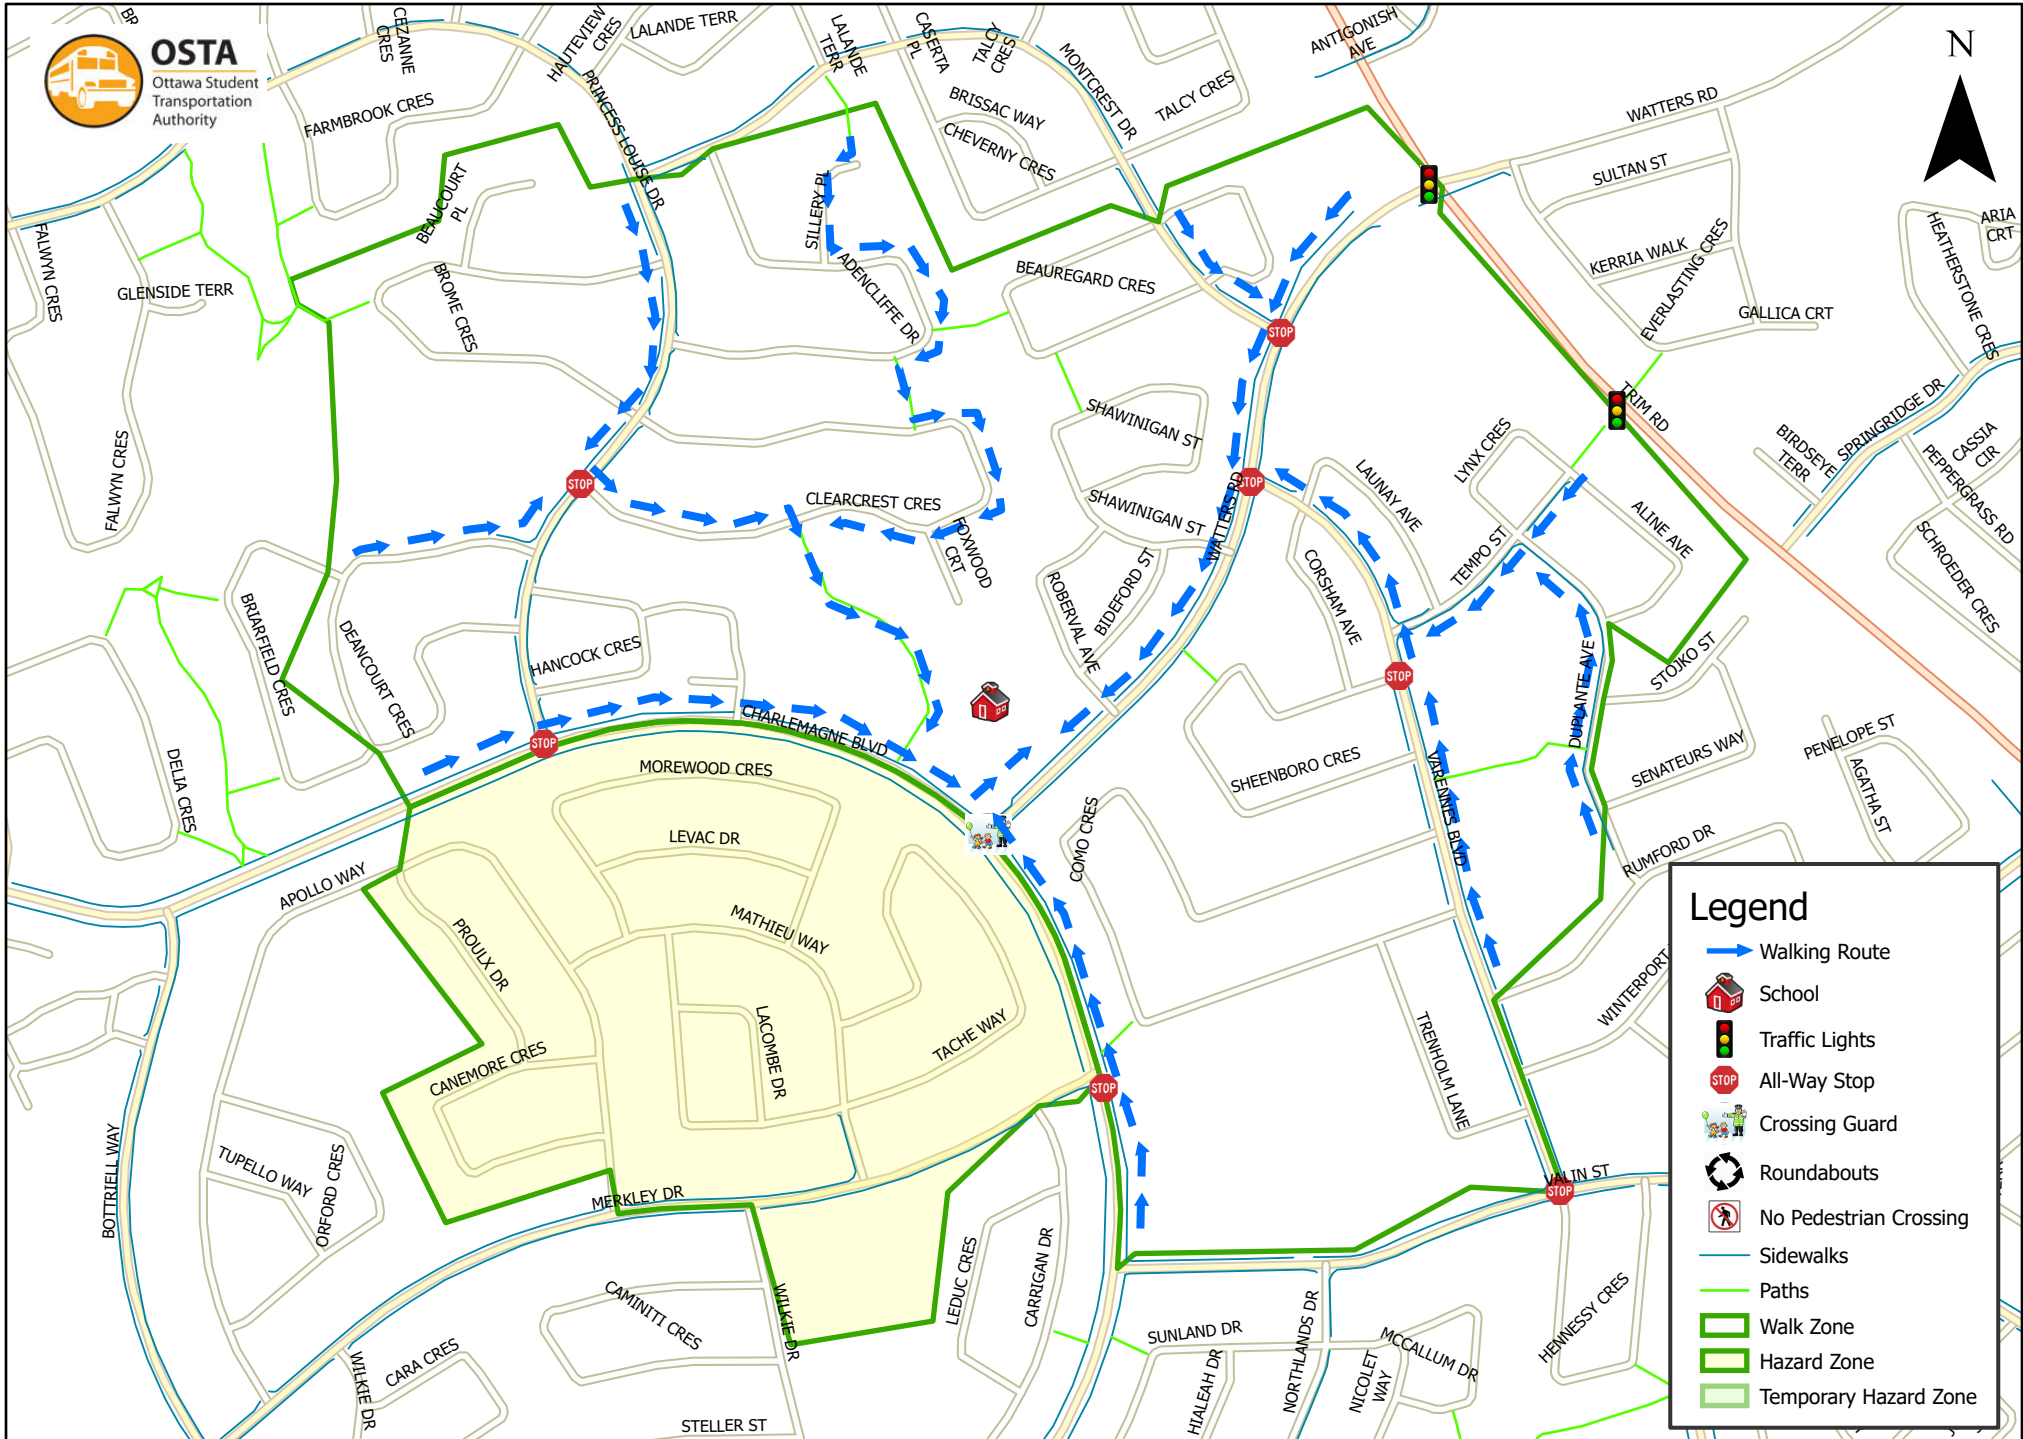 OSTA
Ottawa Student
Transportation
Authority
BR
CEZANNE
CRES
HAUTEVIEW
CRES
LALANDE TERR
LALANDE
TERR
CASERTA
PL
TALCY
CRES
MONTCREST DR
ANTIGONISH
AVE
N
FARMBROOK CRES
PRINCESS LOUISE DR
BRISSAC WAY
CHEVERNY CRES
TALCY CRES
WATTERS RD
SULTAN ST
BEAUCOURT
PL
SILLERY PL
FALWYN CRES
GLENSIDE TERR
BROME CRES
ADENCLIFFE DR
BEAUREGARD CRES
KERRIA WALK
EVERLASTING CRES
GALLICA CRT
HEATHERSTONE CRES
ARIA
CRT
STOP
TRIM RD
SPRINGRIDGE DR
BIRDSEYE
TERR
CASSIA
CIR
PEPPERGRASS RD
SCHROEDER CRES
FALWYN CRES
STOP
CLEARCREST CRES
FOXWOOD
CRT
SHAWINIGAN ST
SHAWINIGAN ST
STOP
WATTERS RD
LAUNAY AVE
LYNX CRES
TEMPO ST
ALINE AVE
BRIARFIELD CRES
DEANCOURT CRES
HANCOCK CRES
ROBERVAL AVE
BIDEFORD ST
CORSHAM AVE
STOP
DUPLANTE AVE
STOJKO ST
SENATEURS WAY
PENELOPE ST
AGATHA ST
DELIA CRES
STOP
CHARLEMAGNE BLVD
MOREWOOD CRES
LEVAC DR
SHEENBORO CRES
VARENNES BLVD
RUMFORD DR
COMO CRES
APOLLO WAY
PROULX DR
MATHIEU WAY
WINTERPORT
CANEMORE CRES
LACOMBE DR
TACHE WAY
TRENHOLM LANE
STOP
BOTTRIELL WAY
TUPELLO WAY
ORFORD CRES
MERKLEY DR
VALIN ST
STOP
WILKIE DR
CAMINITI CRES
LEDUC CRES
CARRIGAN DR
SUNLAND DR
HIALEAH DR
NORTHLANDS DR
NICOLET
WAY
MCCALLUM DR
HENNESSY CRES
WILKIE DR
CARA CRES
STELLER ST
Legend
Walking Route
School
Traffic Lights
STOP
All-Way Stop
Crossing Guard
Roundabouts
No Pedestrian Crossing
Sidewalks
Paths
Walk Zone
Hazard Zone
Temporary Hazard Zone